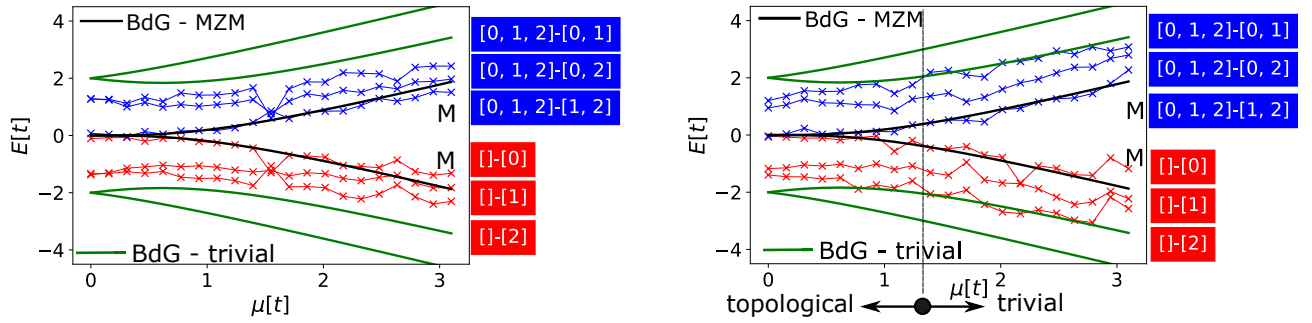 BdG - MZM
4
2
0
−2
−4
E[t]
M
M
BdG - trivial
0
1
2
3
μ[t]
[0, 1, 2]-[0, 1]
[0, 1, 2]-[0, 2]
[0, 1, 2]-[1, 2]
[]-[0]
[]-[1]
[]-[2]
BdG - MZM
4
2
0
−2
−4
E[t]
M
M
BdG - trivial
0
1
2
3
μ[t]
topological
trivial
[0, 1, 2]-[0, 1]
[0, 1, 2]-[0, 2]
[0, 1, 2]-[1, 2]
[]-[0]
[]-[1]
[]-[2]